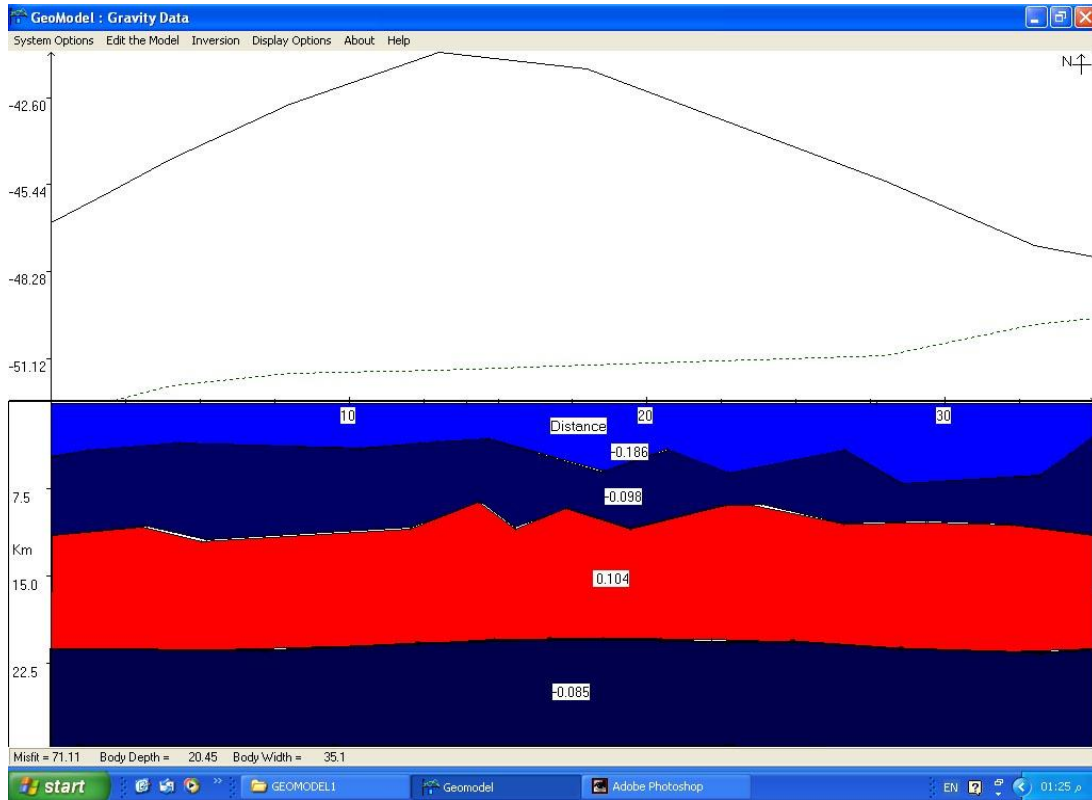 GeoModel : Gravity Data
System Options Edit the Model Inversion Display Options About Help
N
-42.60
-45.44
-48.28
-51.12
10 20 30
Distance
-0.186
7.5
-0.098
Km
15.0
0.104
22.5
-0.085
Misfit = 71.11 Body Depth = 20.45 Body Width = 35.1
start » GEOMODEL1 Geomodel Adobe Photoshop EN ? 01:25 م